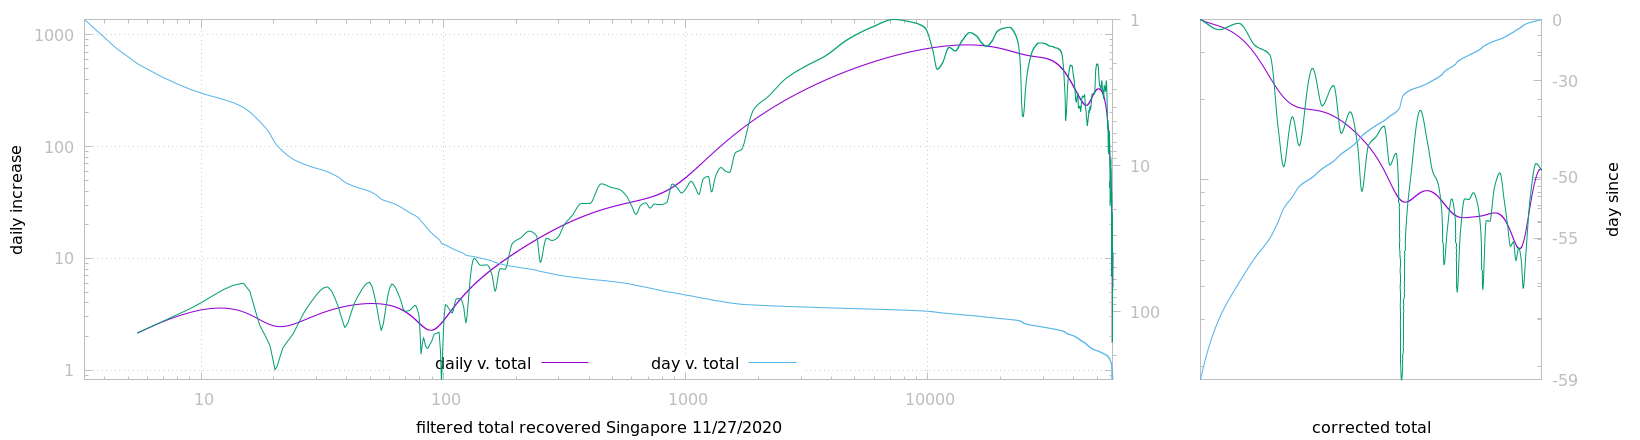 1000
100
10
1
daily increase
10
100
1000
10000
1
10
100
daily v. total
day v. total
filtered total recovered Singapore 11/27/2020
0
-30
-50
-55
-59
day since
corrected total